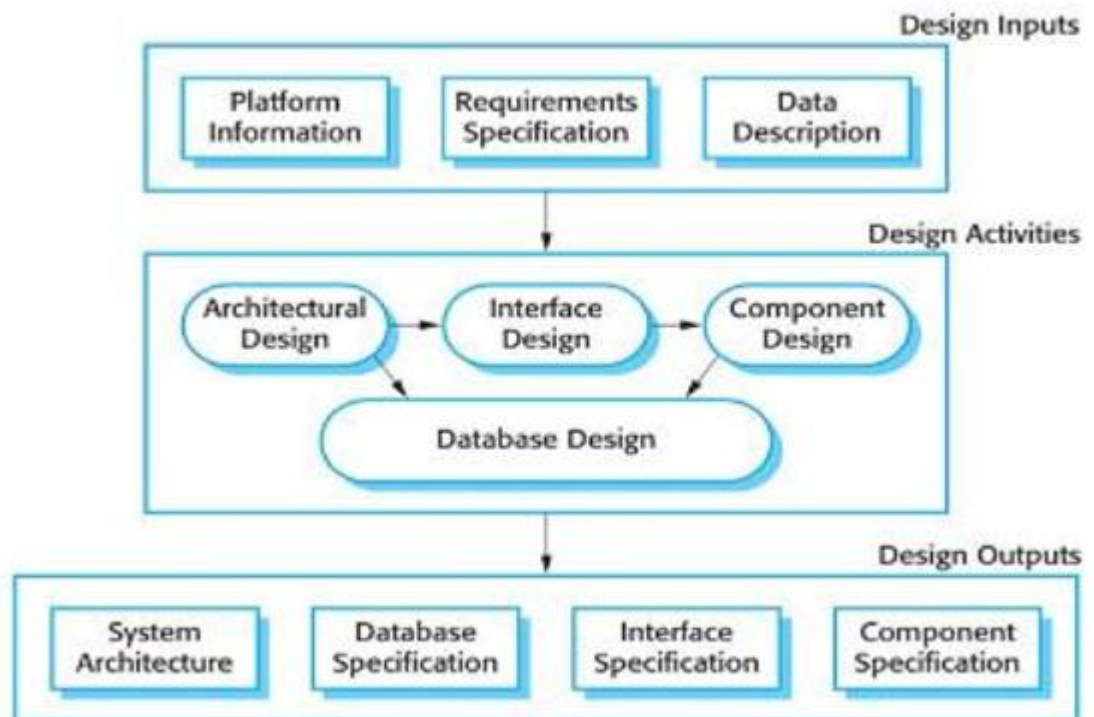 Design Inputs
Platform
Information
Requirements
Specification
Data
Description
Design Activities
Architectural
Design
Interface
Design
Component
Design
Database Design
Design Outputs
System
Architecture
Database
Specification
Interface
Specification
Component
Specification